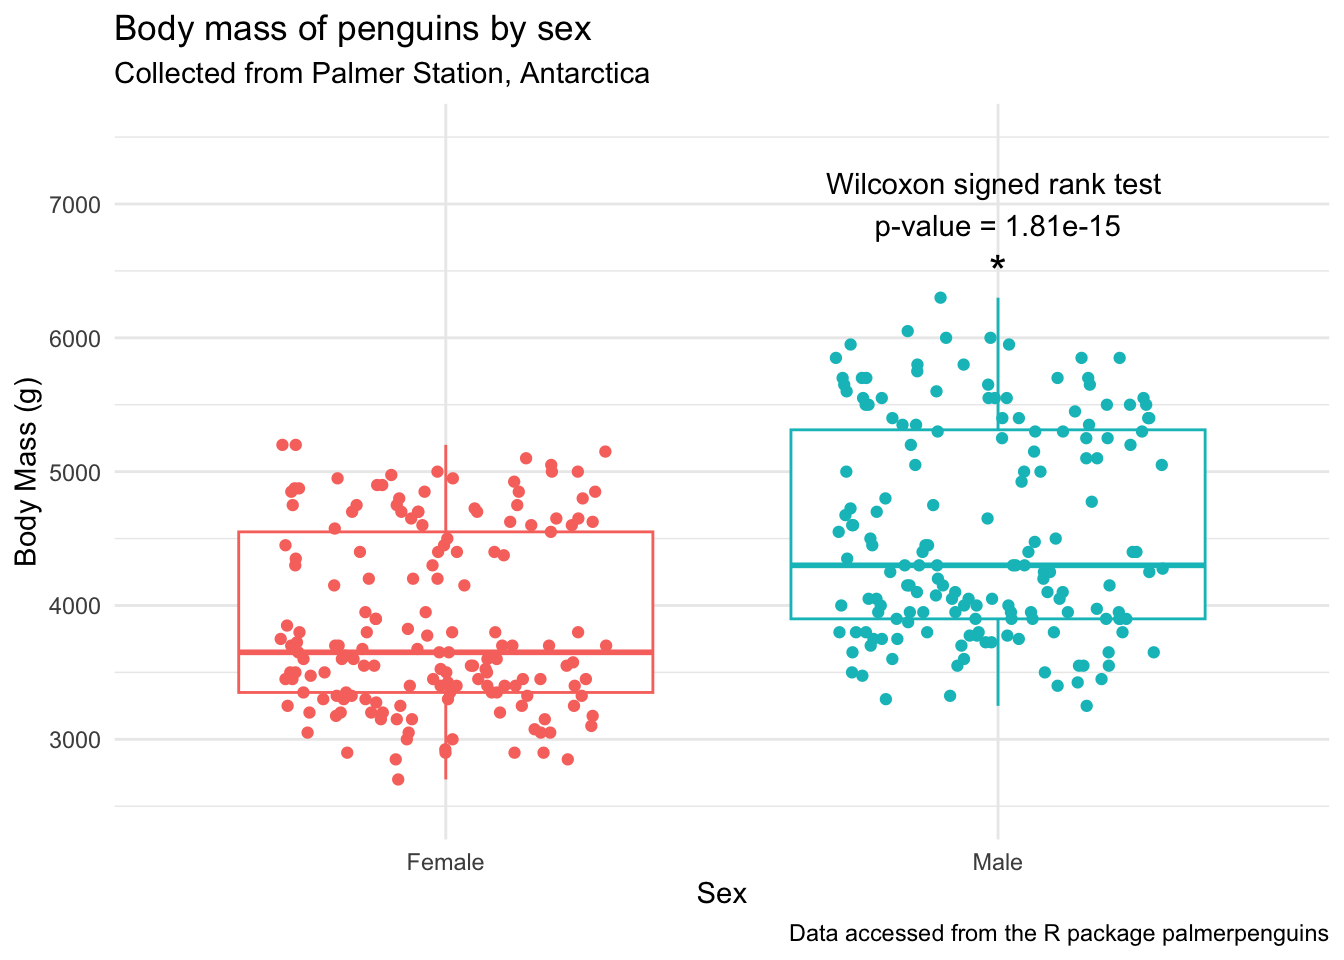 Body mass of penguins by sex
Collected from Palmer Station, Antarctica
Wilcoxon signed rank test
p-value = 1.81e-15
*
7000
6000
5000
4000
3000
Body Mass (g)
Female
Male
Sex
Data accessed from the R package palmerpenguins